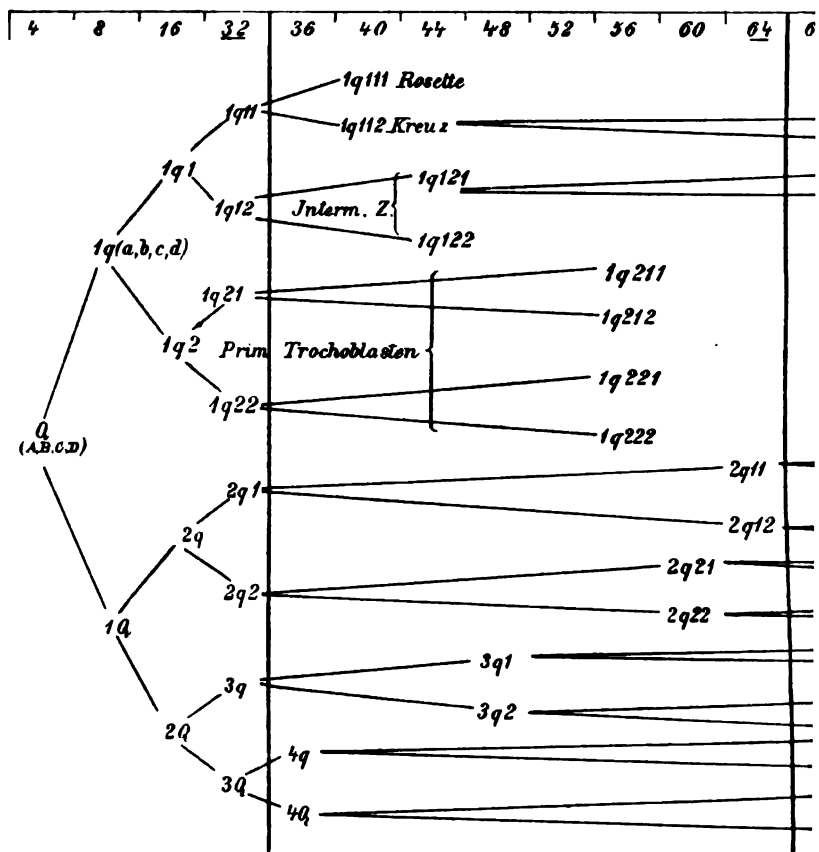 4 8 16 32 36 40 44 48 52 56 60 64 6
1q111 Rosette
1q11
1q112 Kreuz
1q1
1q121
1q12
Interm. Z.
1q122
1q(a,b,c,d)
1q211
1q21
1q212
1q2
Prim Trochoblasten
1q221
1q22
1q222
Q
(A,B,C,D)
2q11
2q1
2q12
2q
2q21
2q2
2q22
1Q
3q1
3q
3q2
2Q
4q
3Q
4Q